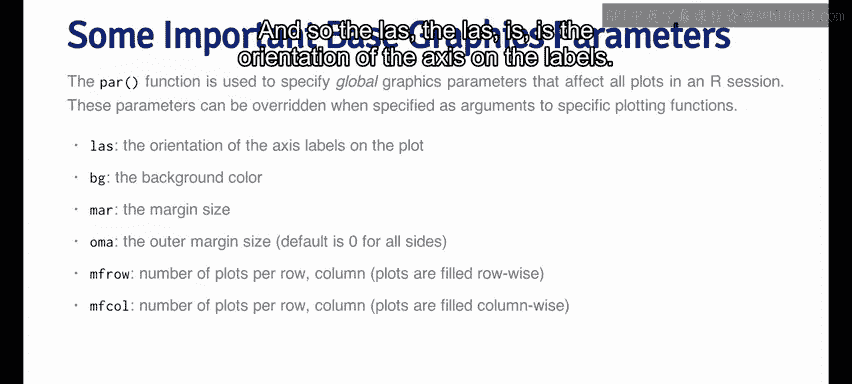 Some Important Base Graphics Parameters
And so the las, the las, is, is the
orientation of the axis on the labels.
The par() function is used to specify global graphics parameters that affect all plots in an R session.
These parameters can be overridden when specified as arguments to specific plotting functions.
· las: the orientation of the axis labels on the plot
· bg: the background color
· mar: the margin size
· oma: the outer margin size (default is 0 for all sides)
· mfrow: number of plots per row, column (plots are filled row-wise)
· mfcol: number of plots per row, column (plots are filled column-wise)